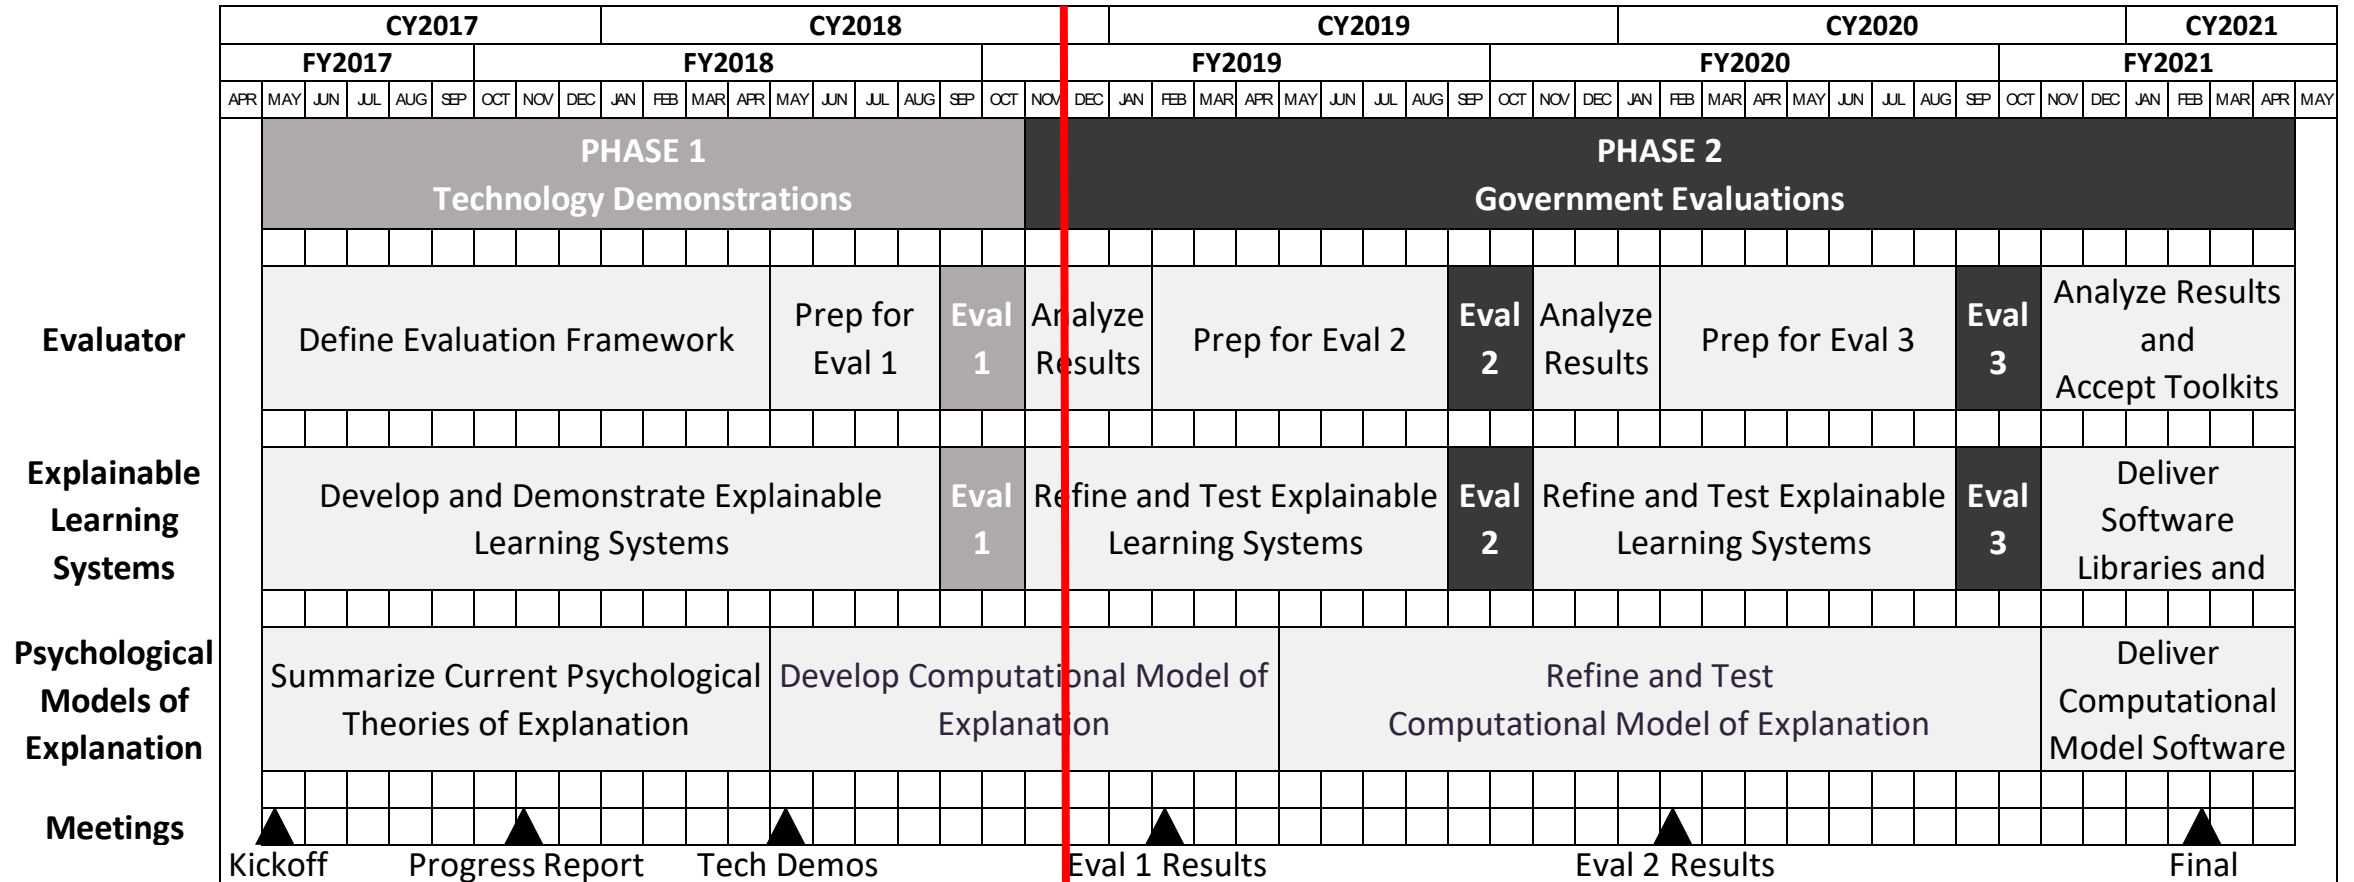 CY2017 CY2018 CY2019 CY2020 CY2021
FY2017 FY2018 FY2019 FY2020 FY2021
APR MAY JUN JUL AUG SEP OCT NOV DEC JAN FEB MAR APR MAY JUN JUL AUG SEP OCT NOV DEC JAN FEB MAR APR MAY JUN JUL AUG SEP OCT NOV DEC JAN FEB MAR APR MAY JUN JUL AUG SEP OCT NOV DEC JAN FEB MAR APR MAY
PHASE 1
Technology Demonstrations
PHASE 2
Government Evaluations
Evaluator
Define Evaluation Framework
Prep for
Eval 1
Eval
1
Analyze
Results
Prep for Eval 2
Eval
2
Analyze
Results
Prep for Eval 3
Eval
3
Analyze Results
and
Accept Toolkits
Explainable
Learning
Systems
Develop and Demonstrate Explainable
Learning Systems
Eval
1
Refine and Test Explainable
Learning Systems
Eval
2
Refine and Test Explainable
Learning Systems
Eval
3
Deliver
Software
Libraries and
Psychological
Models of
Explanation
Summarize Current Psychological
Theories of Explanation
Develop Computational Model of
Explanation
Refine and Test
Computational Model of Explanation
Deliver
Computational
Model Software
Meetings
Kickoff
Progress Report
Tech Demos
Eval 1 Results
Eval 2 Results
Final